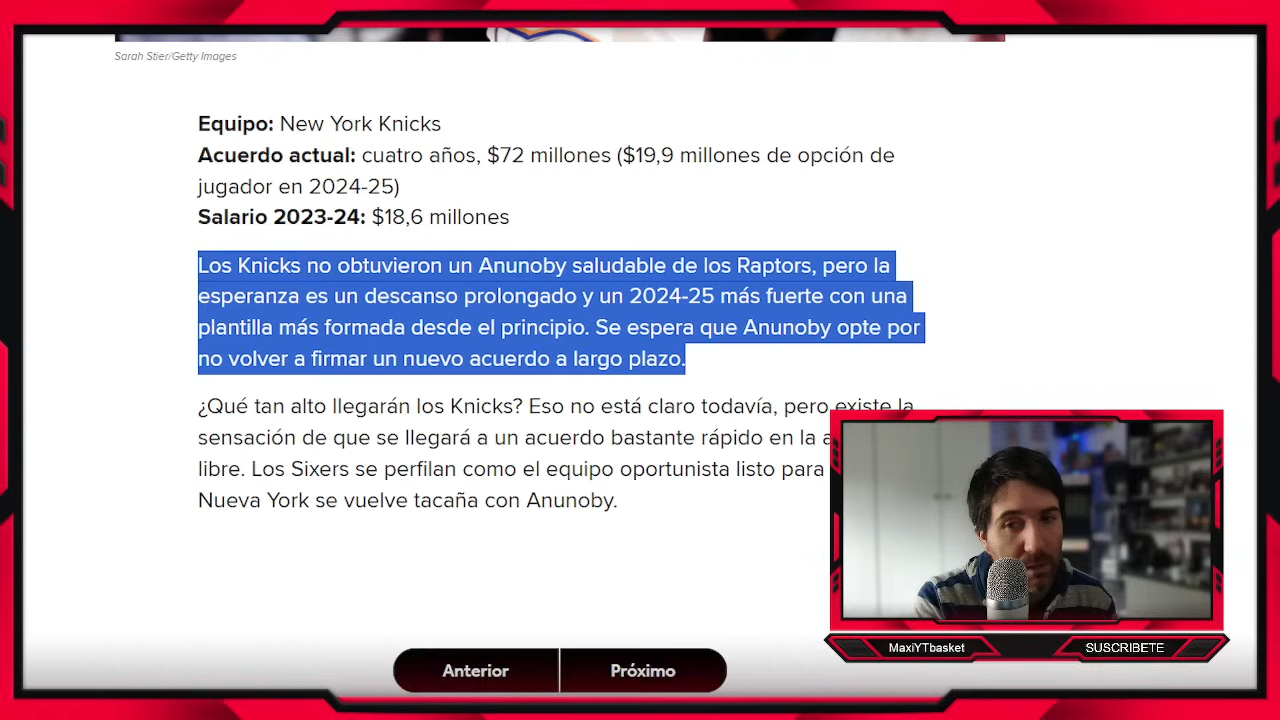 Sarah Stier/Getty Images
Equipo: New York Knicks
Acuerdo actual: cuatro años, $72 millones ($19,9 millones de opción de
jugador en 2024-25)
Salario 2023-24: $18,6 millones
Los Knicks no obtuvieron un Anunoby saludable de los Raptors, pero la
esperanza es un descanso prolongado y un 2024-25 más fuerte con una
plantilla más formada desde el principio. Se espera que Anunoby opte por
no volver a firmar un nuevo acuerdo a largo plazo.
¿Qué tan alto llegarán los Knicks? Eso no está claro todavía, pero existe la
sensación de que se llegará a un acuerdo bastante rápido en la
libre. Los Sixers se perfilan como el equipo oportunista listo para
Nueva York se vuelve tacaña con Anunoby.
MaxiYTbasket
SUSCRIBETE
Anterior
Próximo